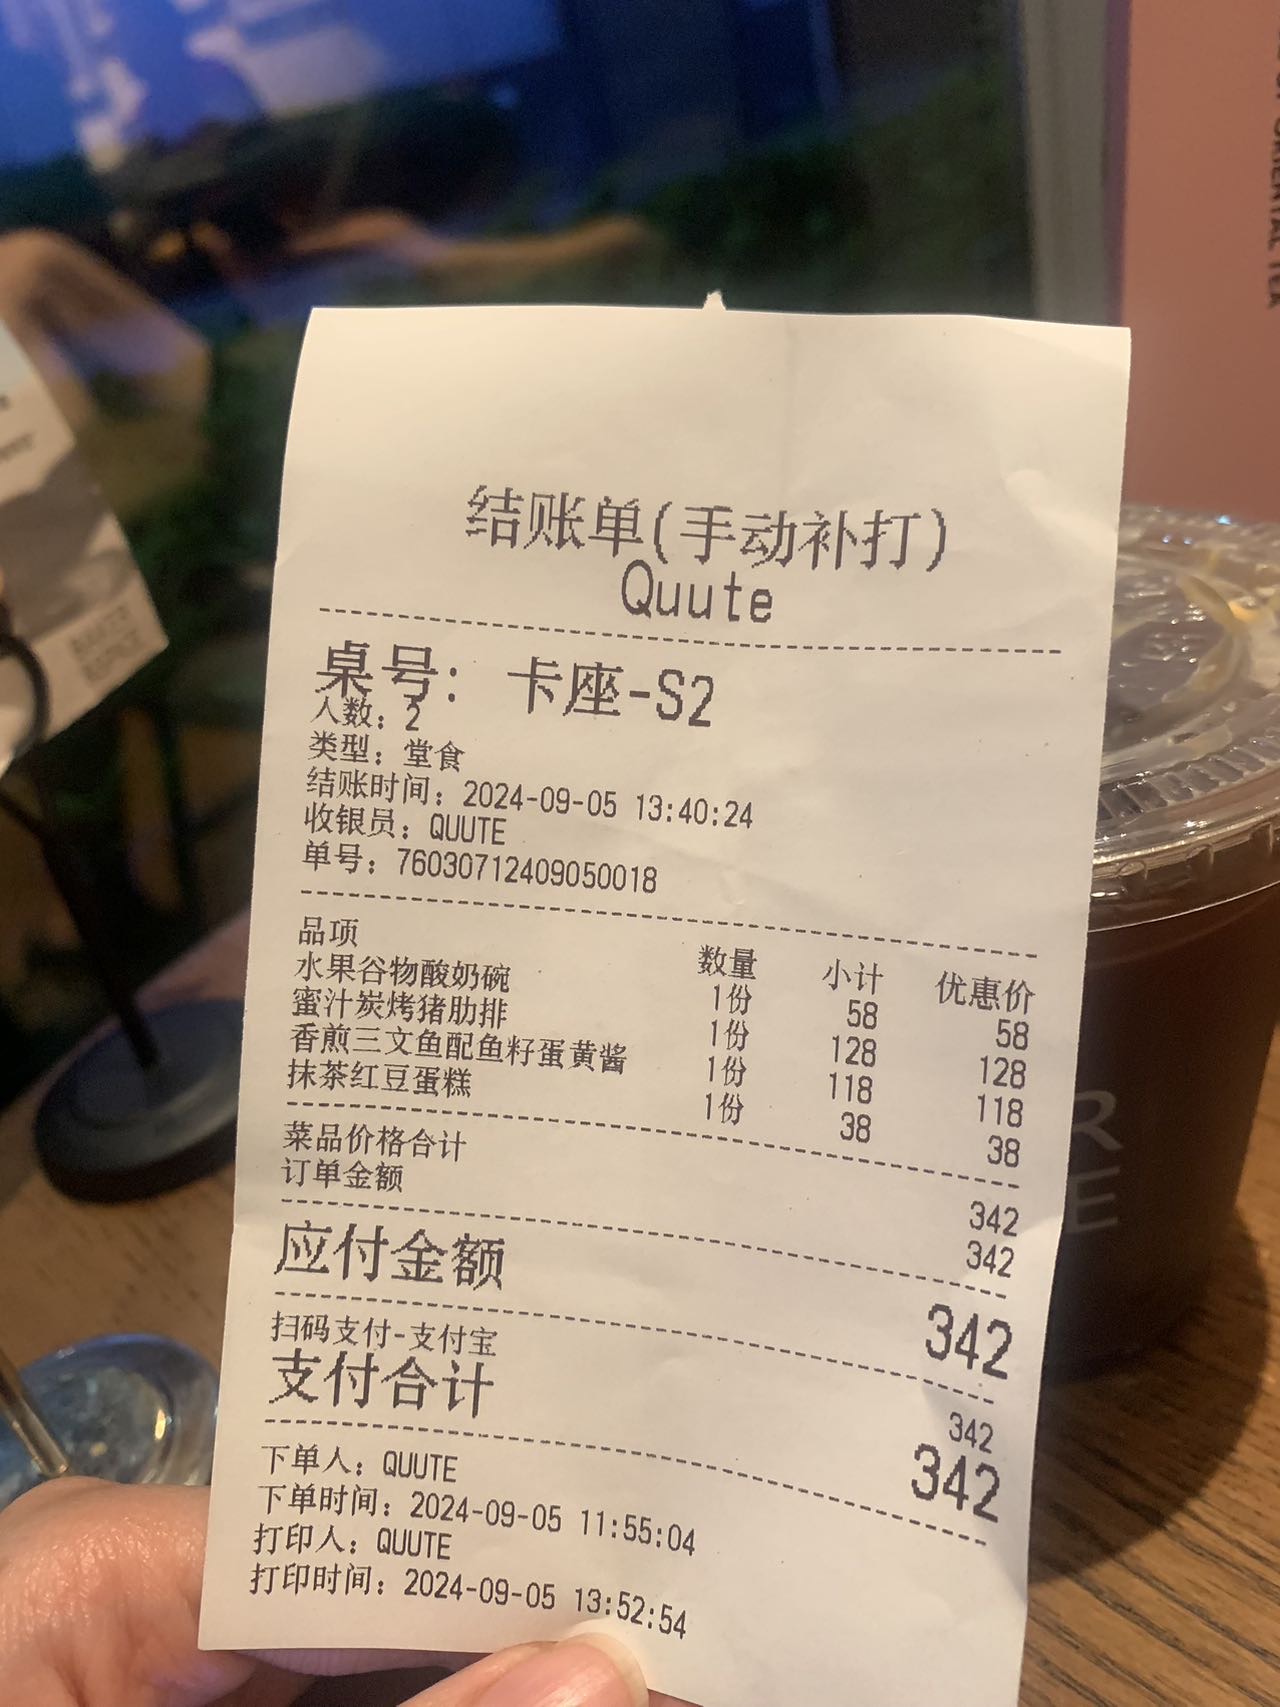 结账单(手动补打)
Quute
桌号: 卡座-S2
人数: 2
类型: 堂食
结账时间: 2024-09-05 13:40:24
收银员: QUUTE
单号: 76030712409050018
品项 数量 小计 优惠价
水果谷物酸奶碗 1份 58 58
蜜汁炭烤猪肋排 1份 128 128
香煎三文鱼配鱼籽蛋黄酱 1份 118 118
抹茶红豆蛋糕 1份 38 38
菜品价格合计 342
订单金额 342
应付金额 342
扫码支付-支付宝 342
支付合计 342
下单人: QUUTE
下单时间: 2024-09-05 11:55:04
打印人: QUUTE
打印时间: 2024-09-05 13:52:54
TEA
R
E